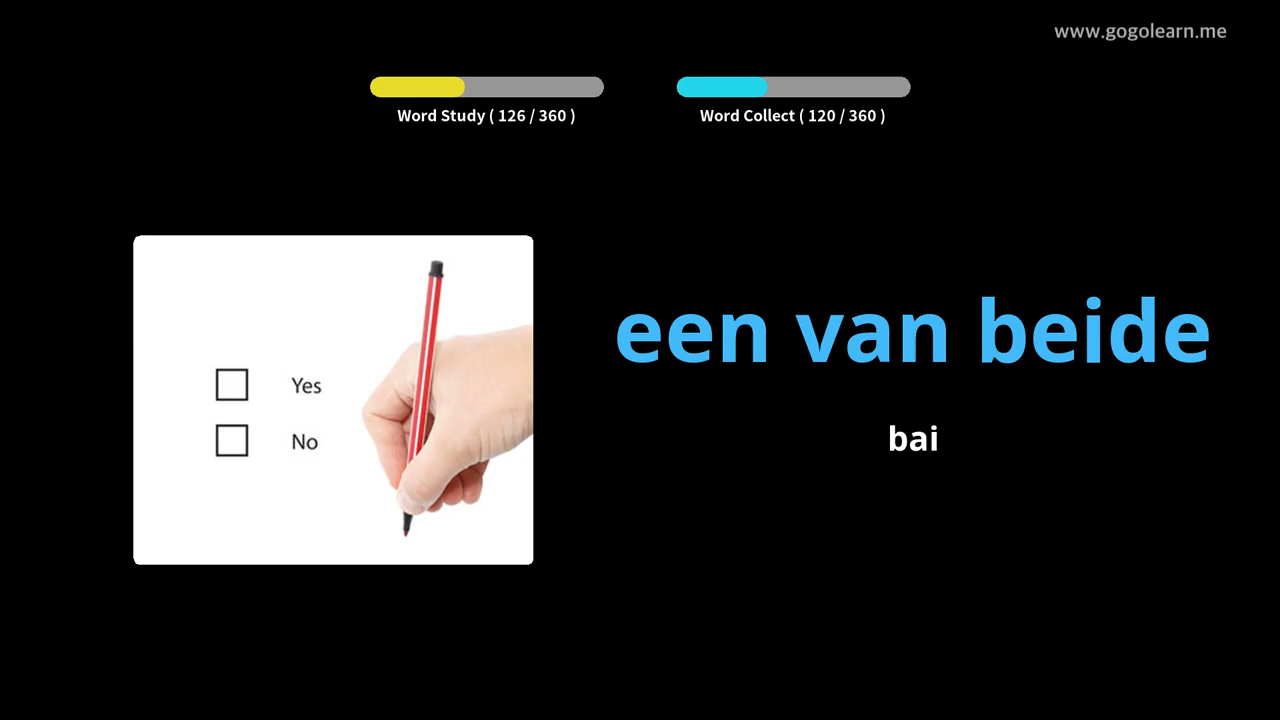 www.gogolearn.me
Word Study ( 126 / 360 )
Word Collect ( 120 / 360 )
Yes
No
een van beide
bai